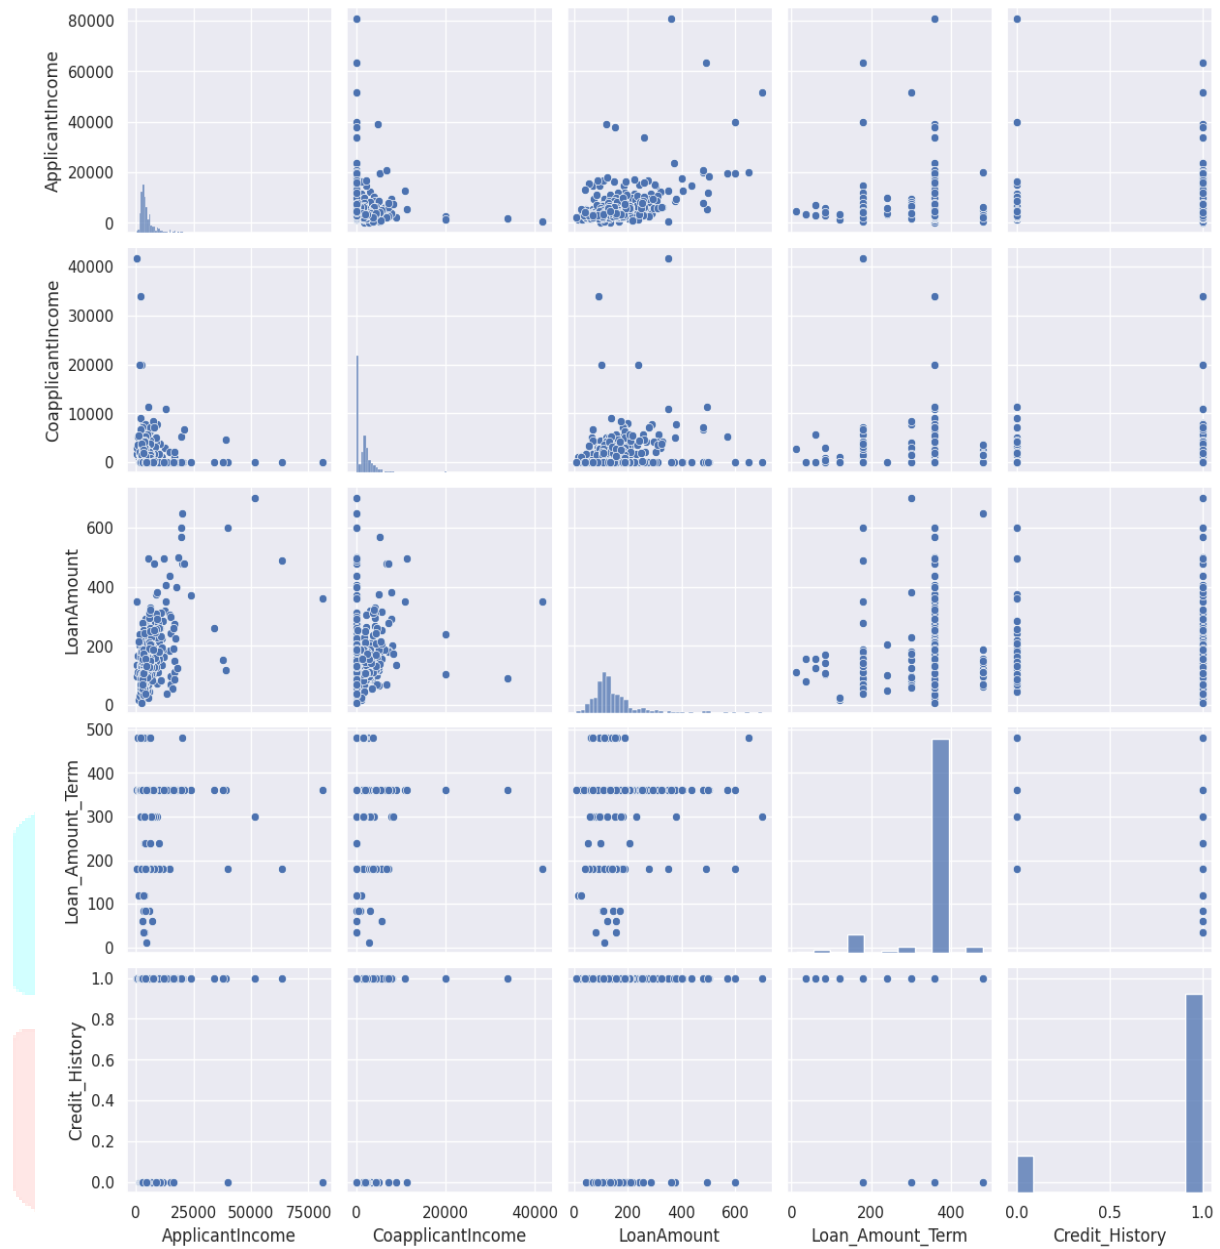 80000
60000
40000
20000
0
ApplicantIncome
40000
30000
20000
10000
0
CoapplicantIncome
600
400
200
0
LoanAmount
500
400
300
200
100
0
Loan_Amount_Term
1.0
0.8
0.6
0.4
0.2
0.0
Credit_History
0 25000 50000 75000
0 20000 40000
0 200 400 600
0 200 400
0.0 0.5 1.0
ApplicantIncome CoapplicantIncome LoanAmount Loan_Amount_Term Credit_History